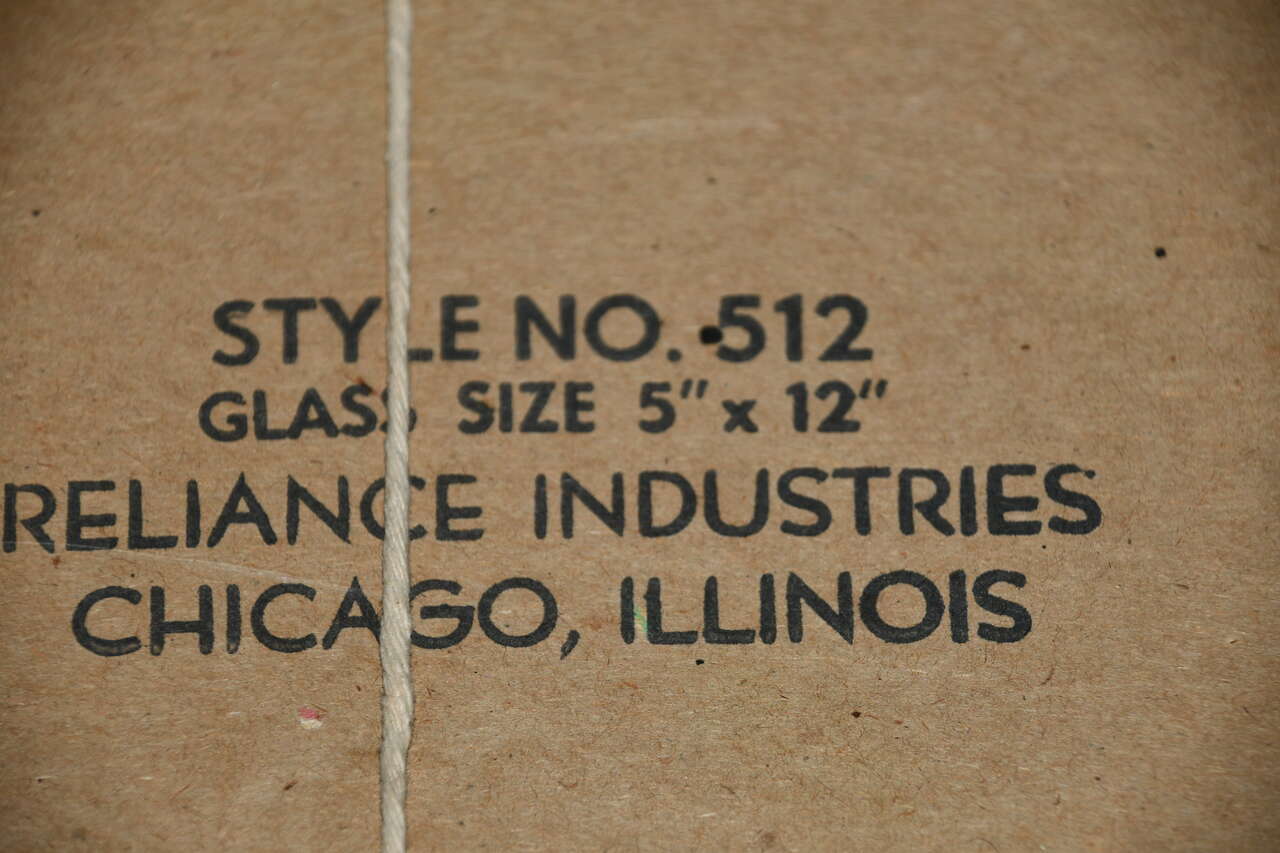 STYLE NO. 512
GLASS SIZE 5" x 12"
RELIANCE INDUSTRIES
CHICAGO, ILLINOIS